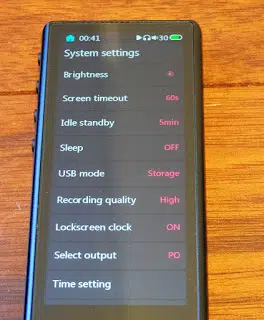 00:41 30
System settings
Brightness
Screen timeout 60s
Idle standby 5min
Sleep OFF
USB mode Storage
Recording quality High
Lockscreen clock ON
Select output PO
Time setting